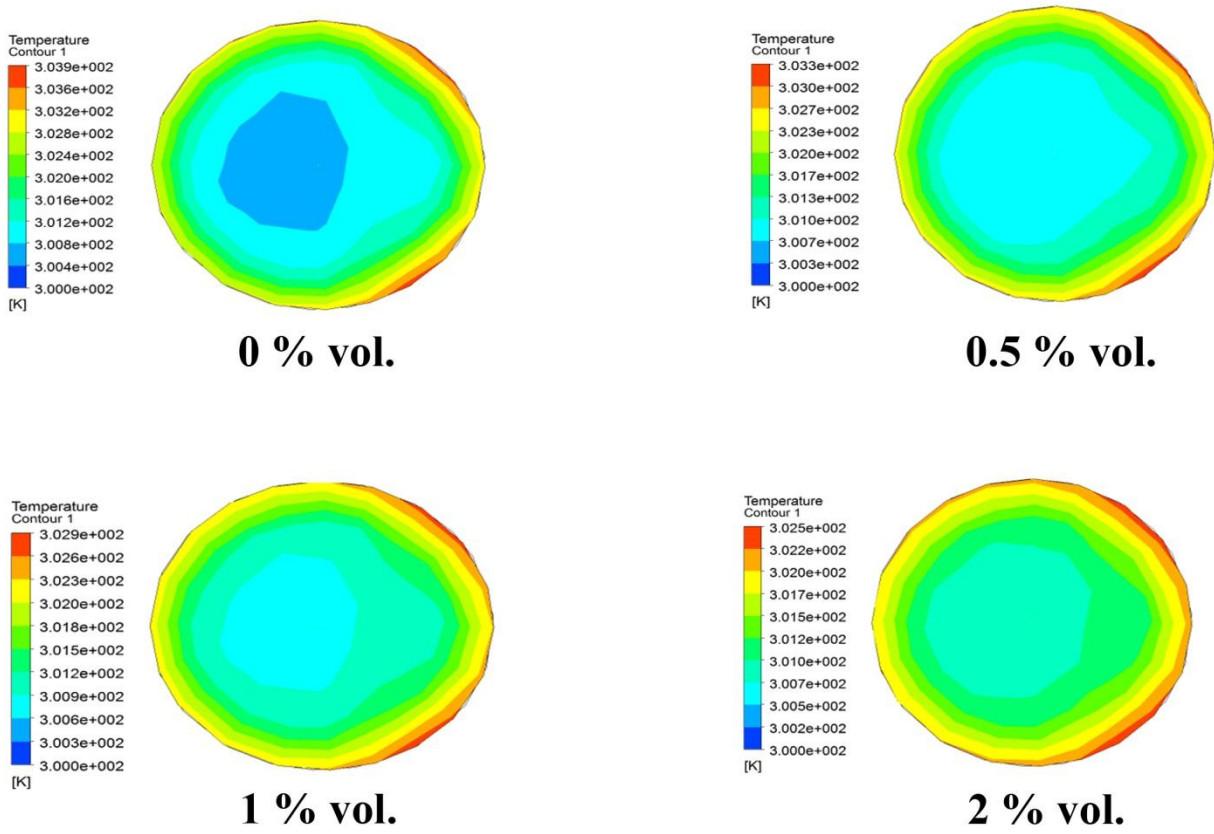 Temperature
Contour 1
3.039e+002
3.036e+002
3.032e+002
3.028e+002
3.024e+002
3.020e+002
3.016e+002
3.012e+002
3.008e+002
3.004e+002
3.000e+002
[K]
0 % vol.
Temperature
Contour 1
3.033e+002
3.030e+002
3.027e+002
3.023e+002
3.020e+002
3.017e+002
3.013e+002
3.010e+002
3.007e+002
3.003e+002
3.000e+002
[K]
0.5 % vol.
Temperature
Contour 1
3.029e+002
3.026e+002
3.023e+002
3.020e+002
3.018e+002
3.015e+002
3.012e+002
3.009e+002
3.006e+002
3.003e+002
3.000e+002
[K]
1 % vol.
Temperature
Contour 1
3.025e+002
3.022e+002
3.020e+002
3.017e+002
3.015e+002
3.012e+002
3.010e+002
3.007e+002
3.005e+002
3.002e+002
3.000e+002
[K]
2 % vol.